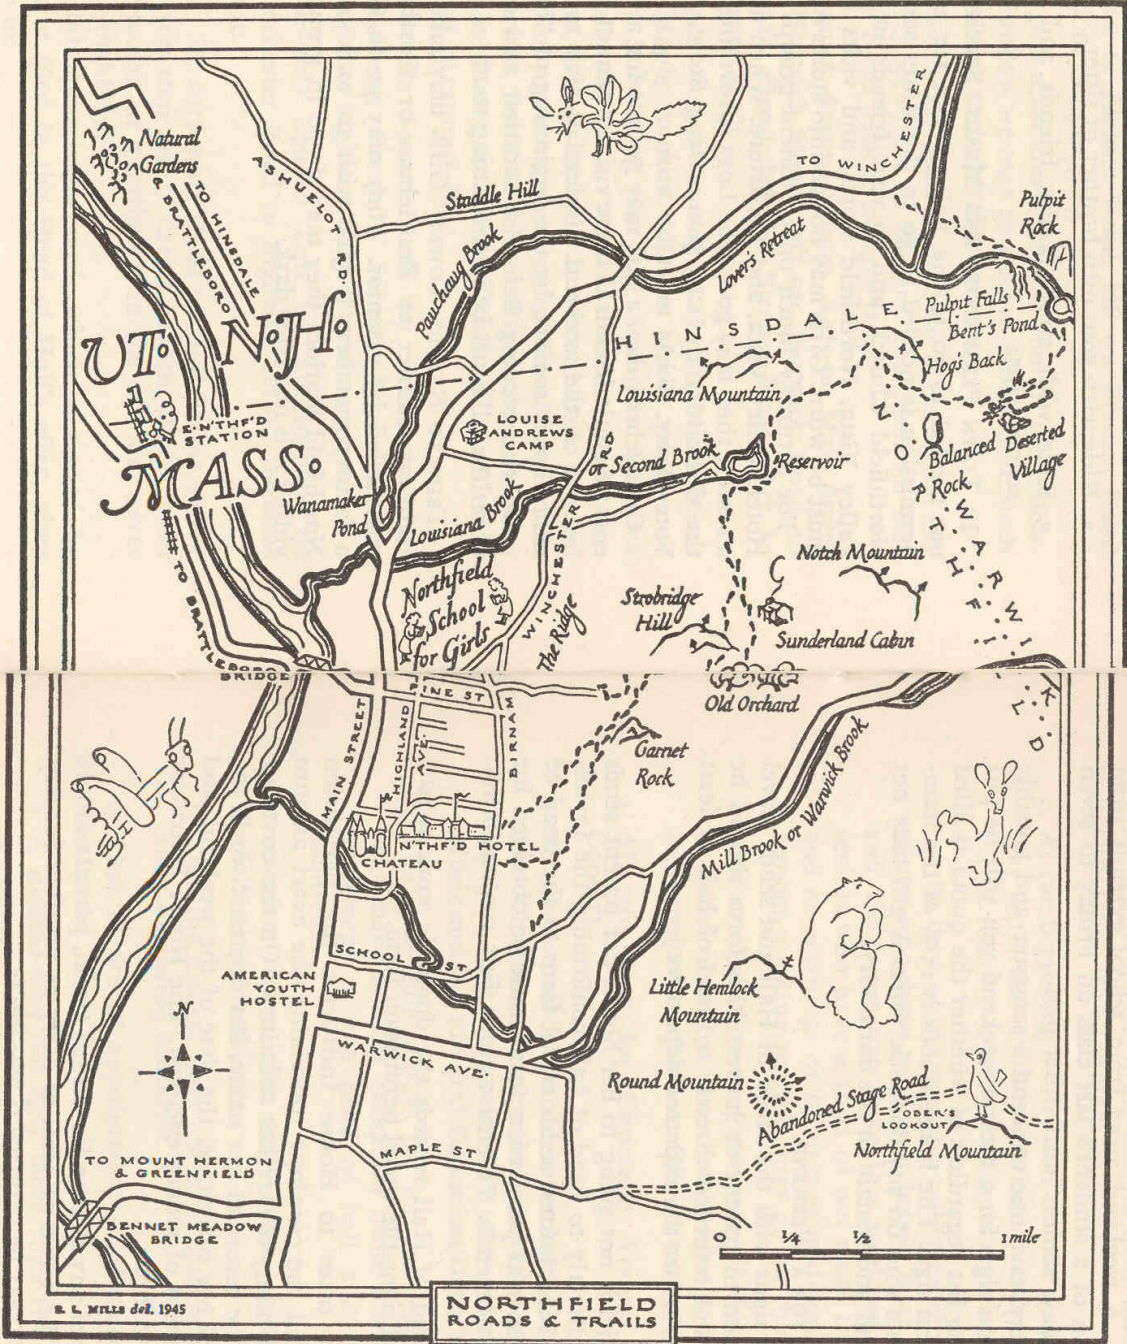 Natural
Gardens
TO HINSDALE
& BRATTLEBORO
ASHUELOT RD.
Staddle Hill
Pauchaug Brook
TO WINCHESTER
Lover's Retreat
Pulpit
Rock
Pulpit Falls
Bent's Pond
HINSDALE
Hog's Back
Louisiana Mountain
UT.
N.H.
E. N'THF'D
STATION
MASS.
LOUISE
ANDREWS
CAMP
WINCHESTER RD.
or Second Brook
Louisiana Brook
Reservoir
Balanced
Rock
Deserted
Village
Wanamaker
Pond
NORTHFIELD
WARWICK
Notch Mountain
Strobridge
Hill
Sunderland Cabin
Northfield
School
for Girls
The Ridge
TO BRATTLEBORO
BRIDGE
Old Orchard
PINE ST
MAIN STREET
HIGHLAND AVE.
BIRNAM
Garnet
Rock
Mill Brook or Warwick Brook
N'THF'D HOTEL
CHATEAU
SCHOOL ST
AMERICAN
YOUTH
HOSTEL
Little Hemlock
Mountain
N
WARWICK AVE.
Round Mountain
Abandoned Stage Road
OBER'S
LOOKOUT
Northfield Mountain
MAPLE ST
TO MOUNT HERMON
& GREENFIELD
BENNET MEADOW
BRIDGE
0 1/4 1/2 1 mile
S. L. MILLS del. 1945
NORTHFIELD
ROADS & TRAILS